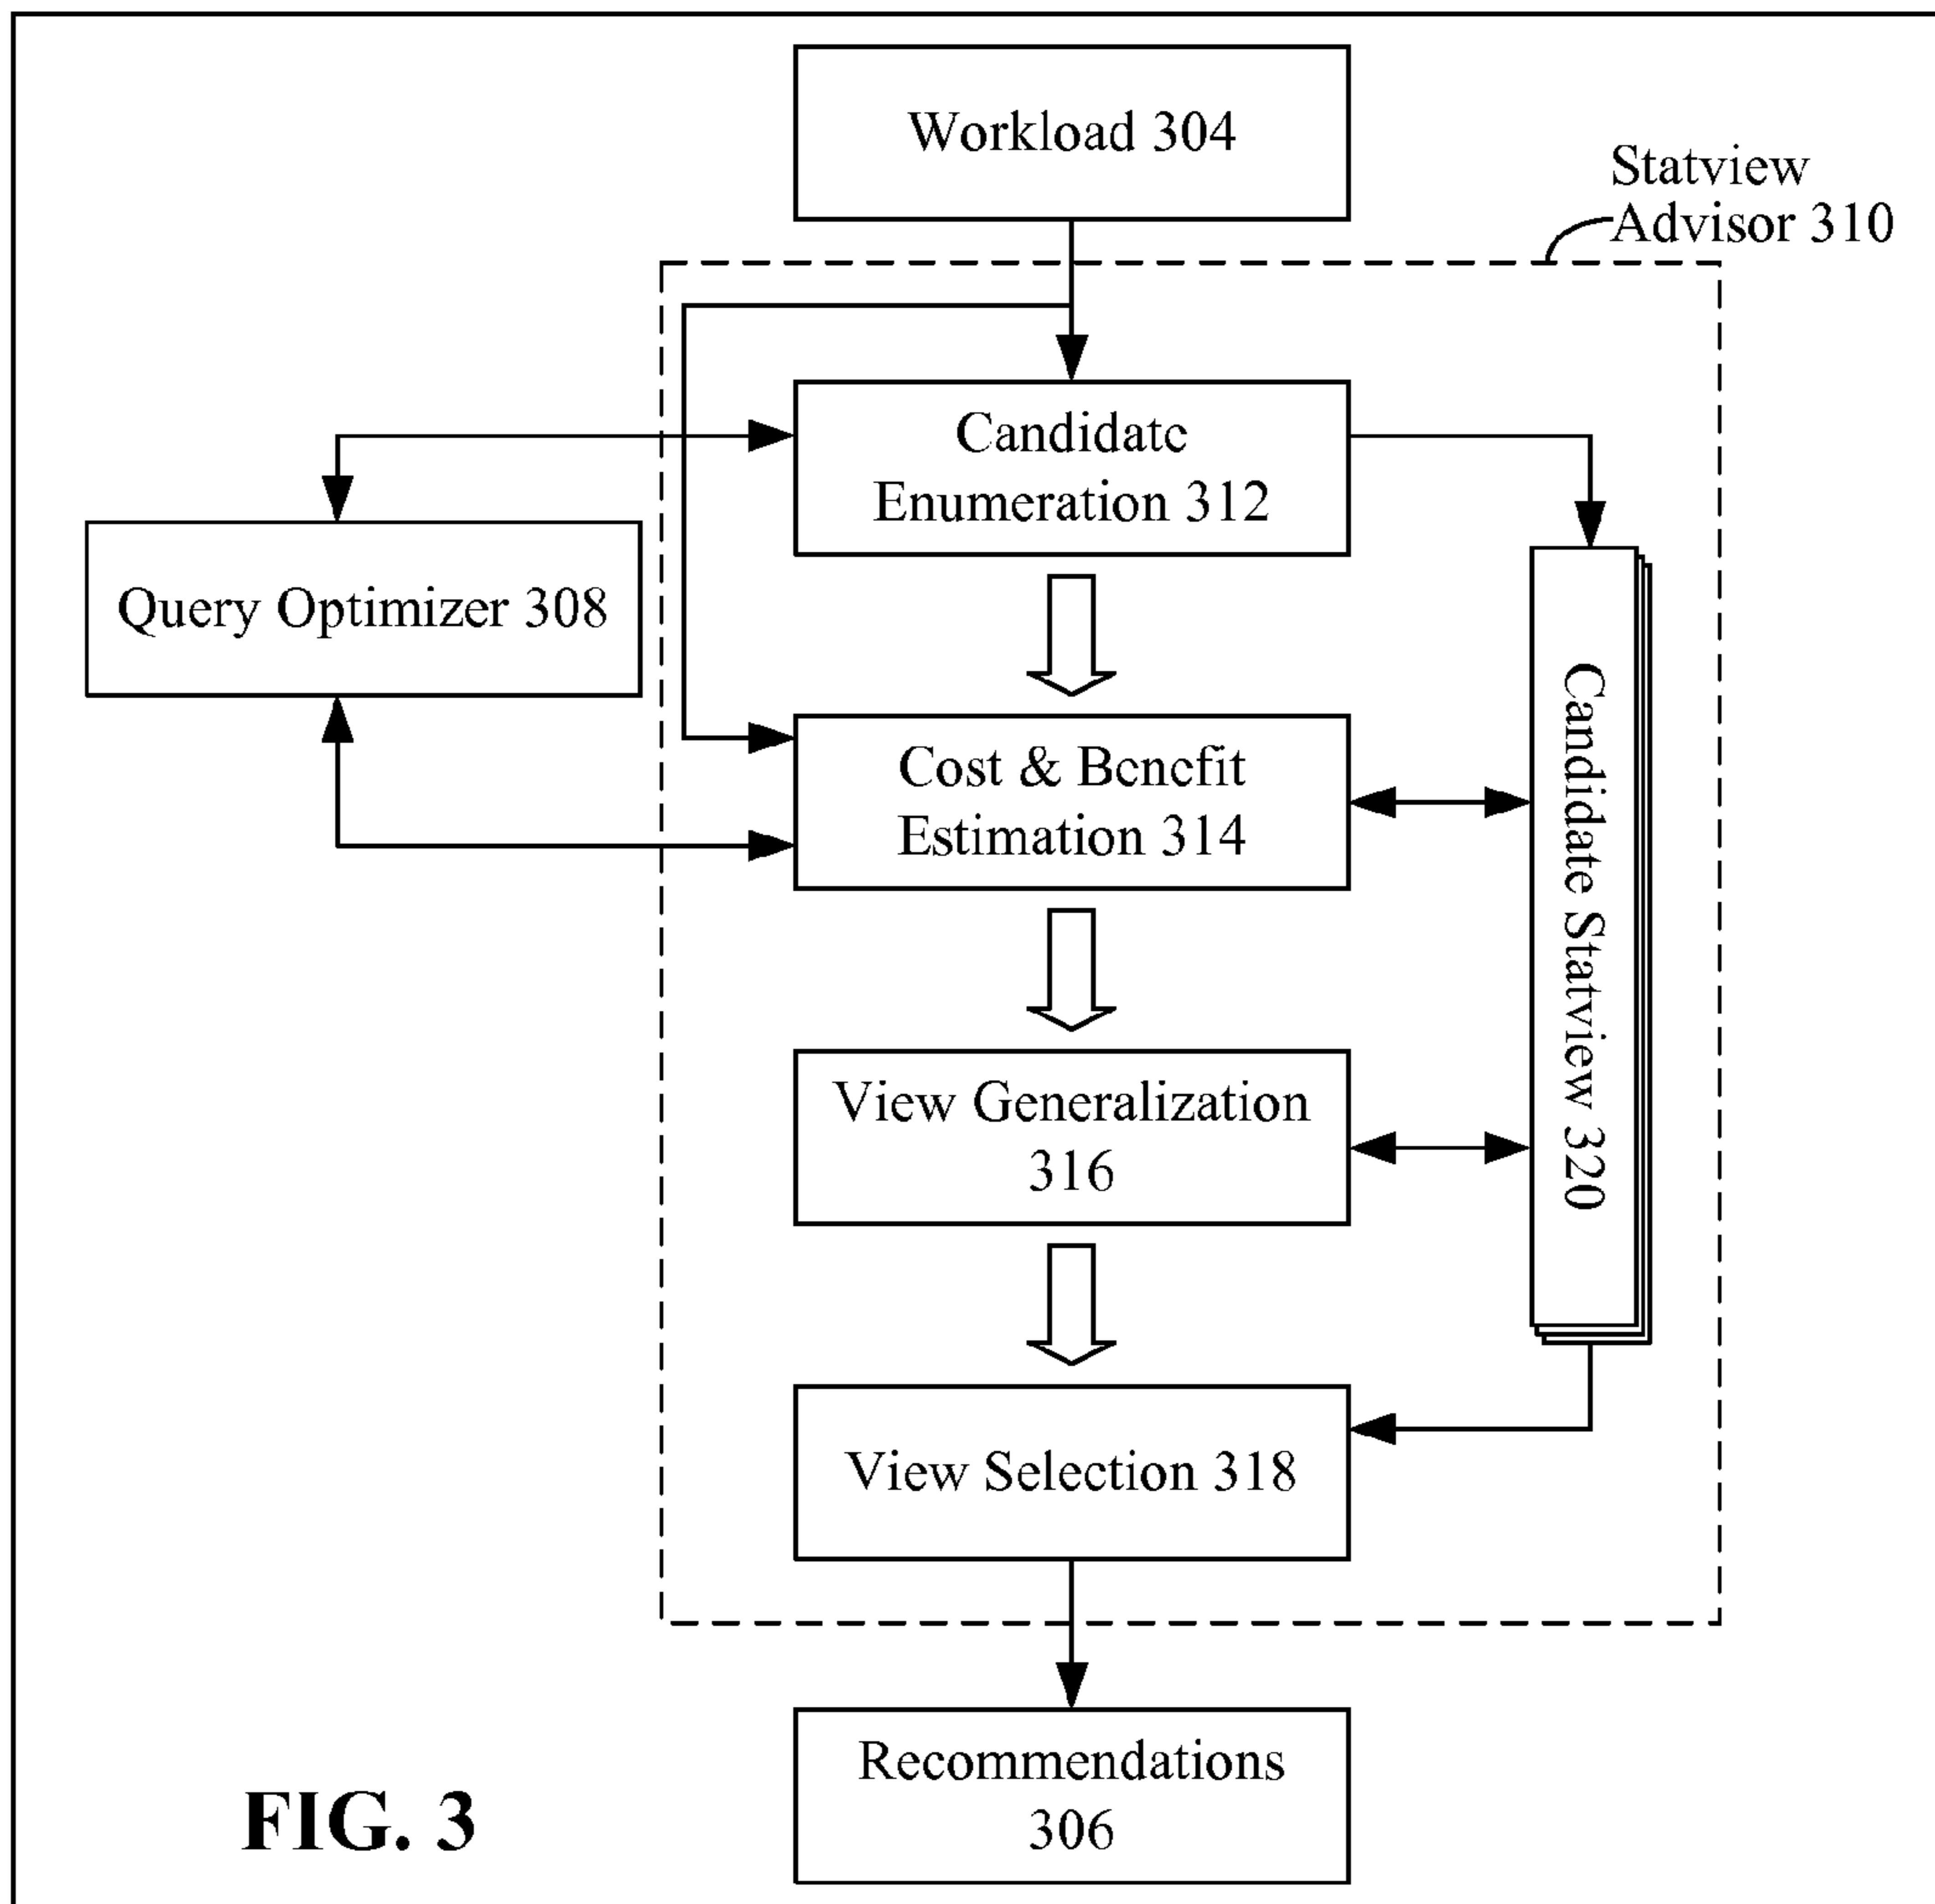 Workload 304
Statview
Advisor 310
Candidate
Enumeration 312
Query Optimizer 308
Cost & Benefit
Estimation 314
Candidate Statview 320
View Generalization
316
View Selection 318
Recommendations
306
FIG. 3